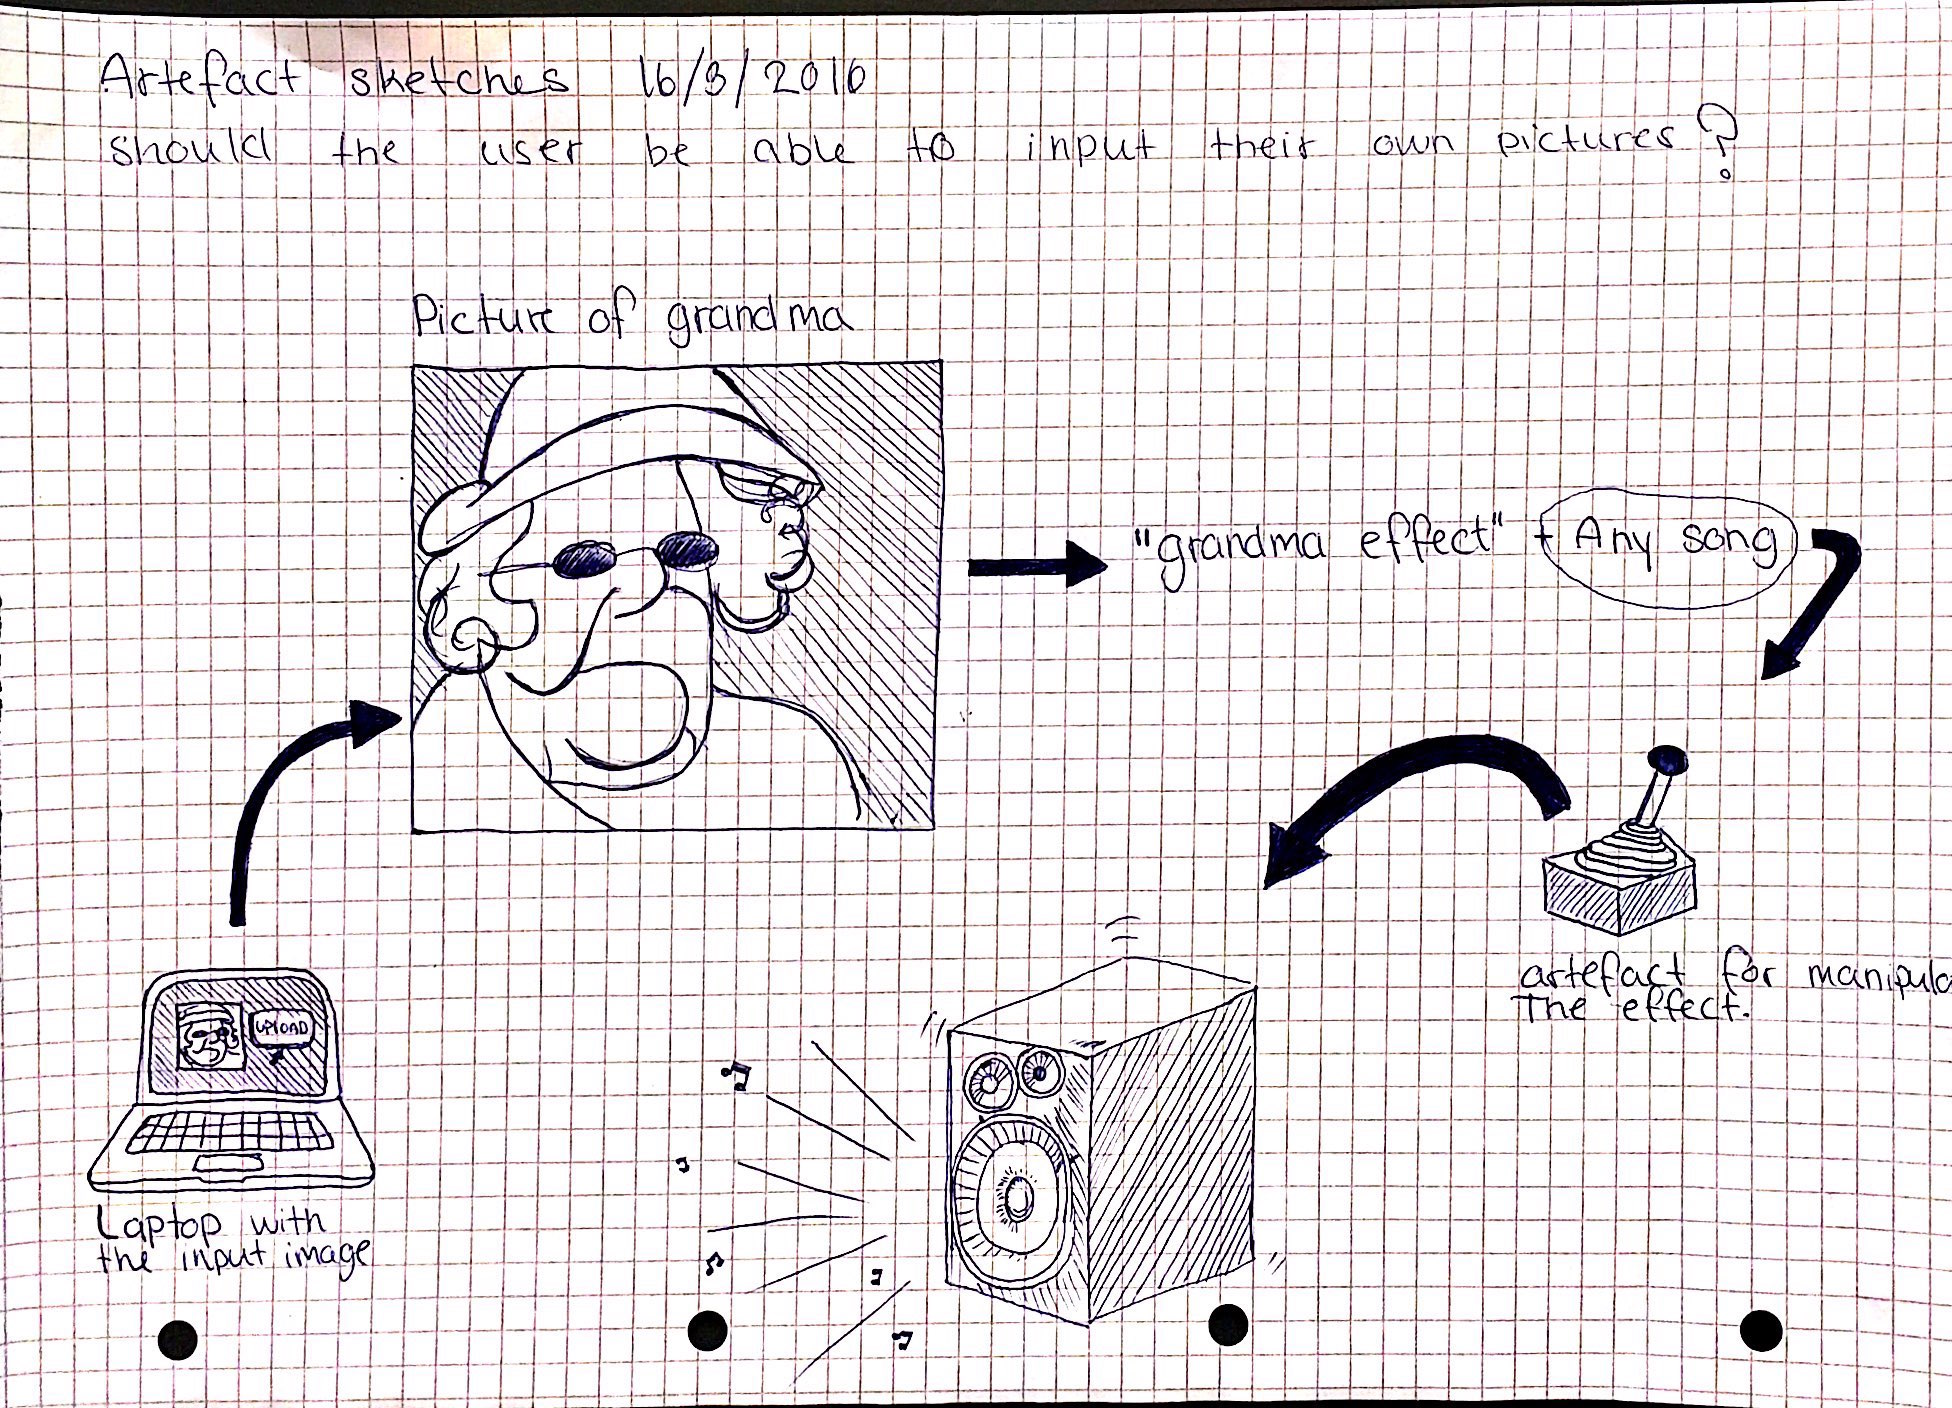 Artefact sketches 16/3/2016
should the user be able to input their own pictures?
Picture of grandma
"grandma effect" + Any song
artefact for manipula
The effect.
UPLOAD
Laptop with
the input image